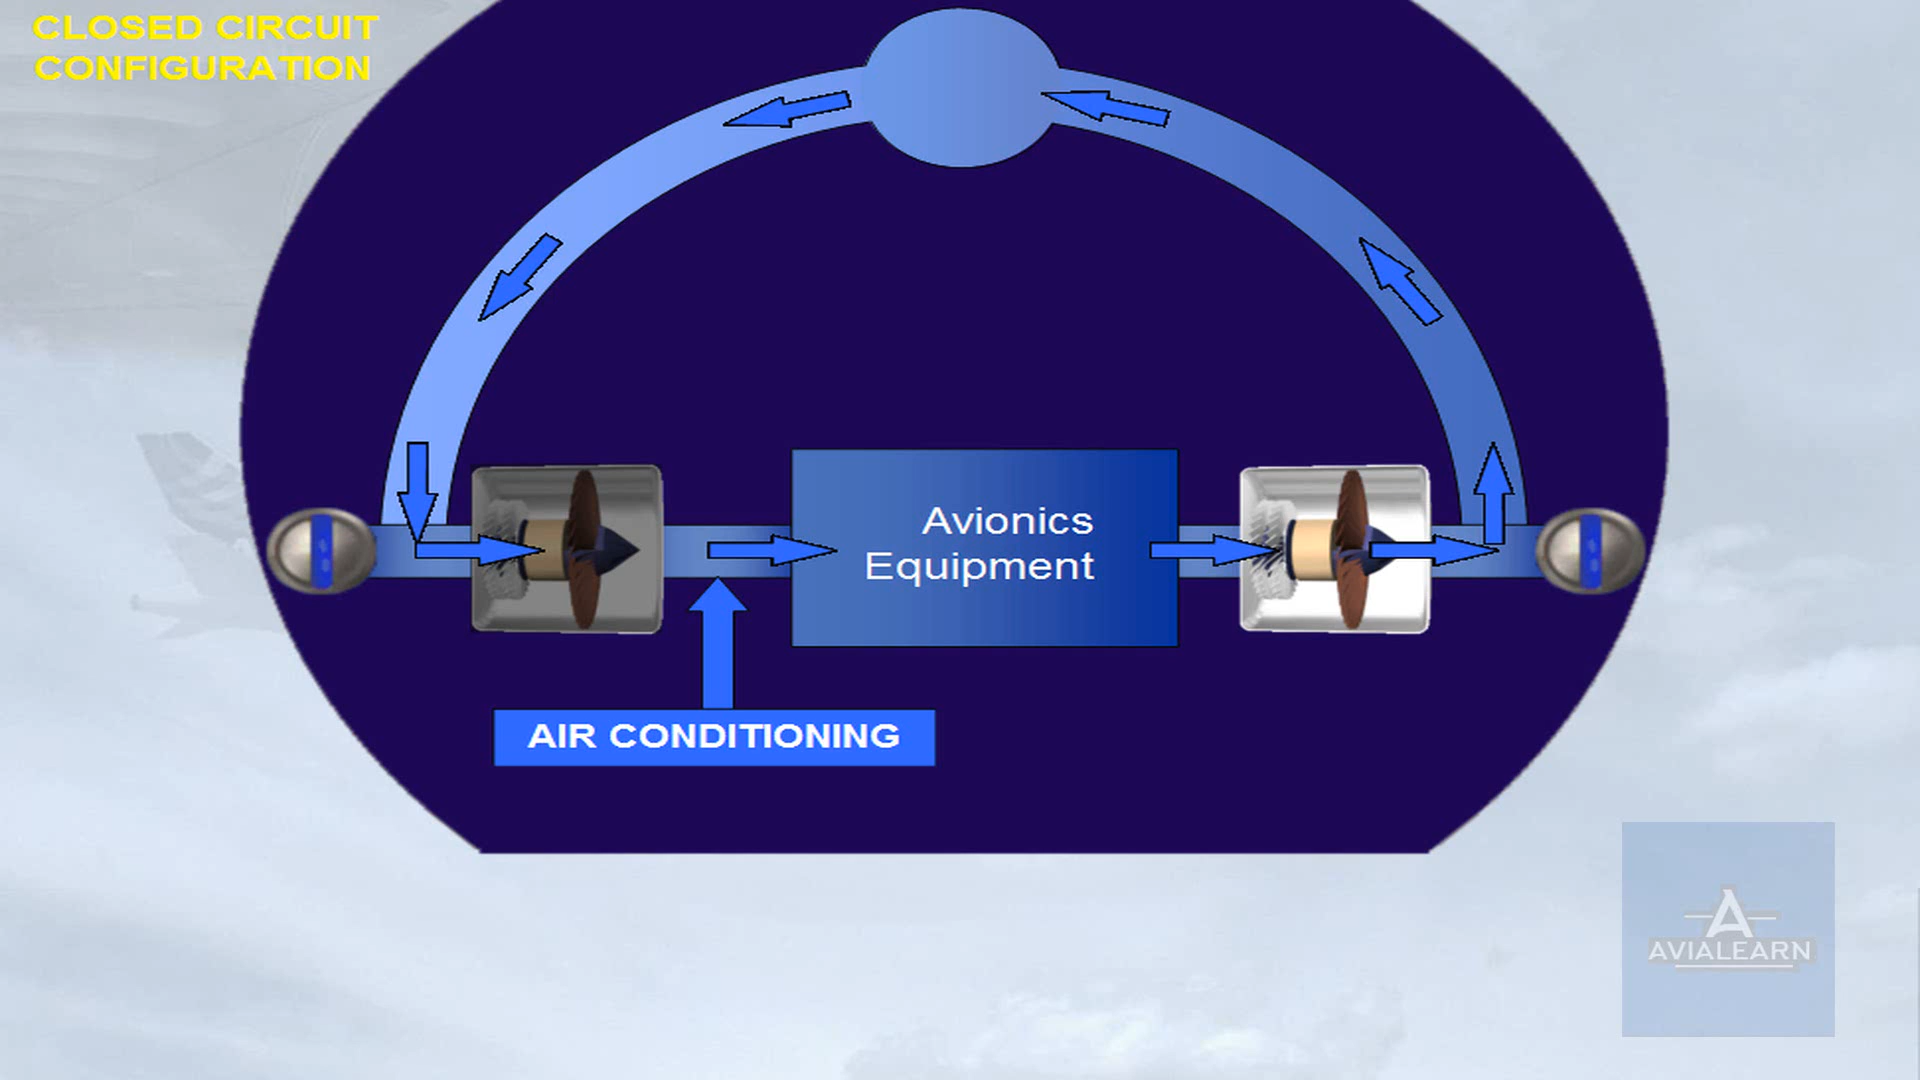 CLOSED CIRCUIT
CONFIGURATION
Avionics
Equipment
AIR CONDITIONING
A
AVIALEARN